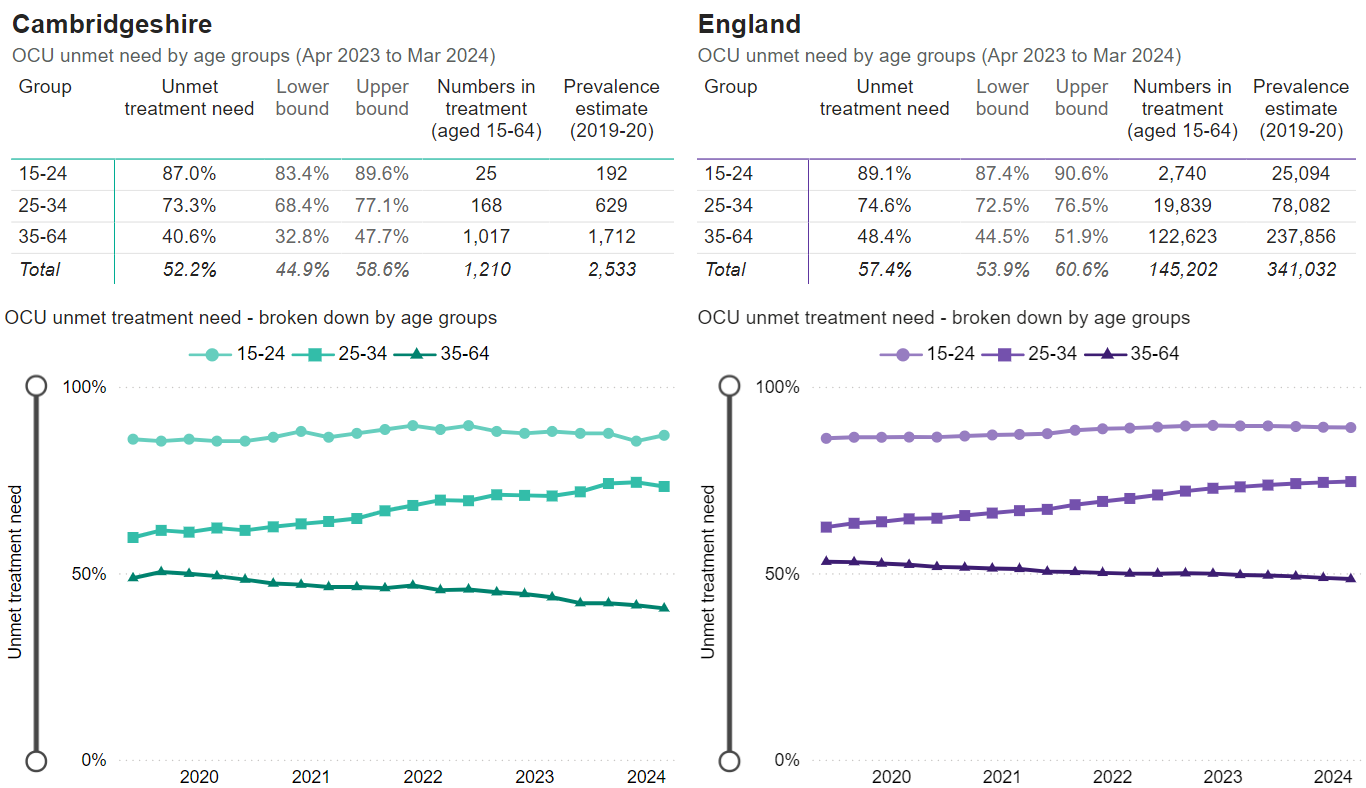 Cambridgeshire
OCU unmet need by age groups (Apr 2023 to Mar 2024)
Group Unmet treatment need Lower bound Upper bound Numbers in treatment (aged 15-64) Prevalence estimate (2019-20)
15-24 87.0% 83.4% 89.6% 25 192
25-34 73.3% 68.4% 77.1% 168 629
35-64 40.6% 32.8% 47.7% 1,017 1,712
Total 52.2% 44.9% 58.6% 1,210 2,533
OCU unmet treatment need - broken down by age groups
15-24 25-34 35-64
100%
50%
0%
Unmet treatment need
2020 2021 2022 2023 2024
England
OCU unmet need by age groups (Apr 2023 to Mar 2024)
Group Unmet treatment need Lower bound Upper bound Numbers in treatment (aged 15-64) Prevalence estimate (2019-20)
15-24 89.1% 87.4% 90.6% 2,740 25,094
25-34 74.6% 72.5% 76.5% 19,839 78,082
35-64 48.4% 44.5% 51.9% 122,623 237,856
Total 57.4% 53.9% 60.6% 145,202 341,032
OCU unmet treatment need - broken down by age groups
15-24 25-34 35-64
100%
50%
0%
Unmet treatment need
2020 2021 2022 2023 2024